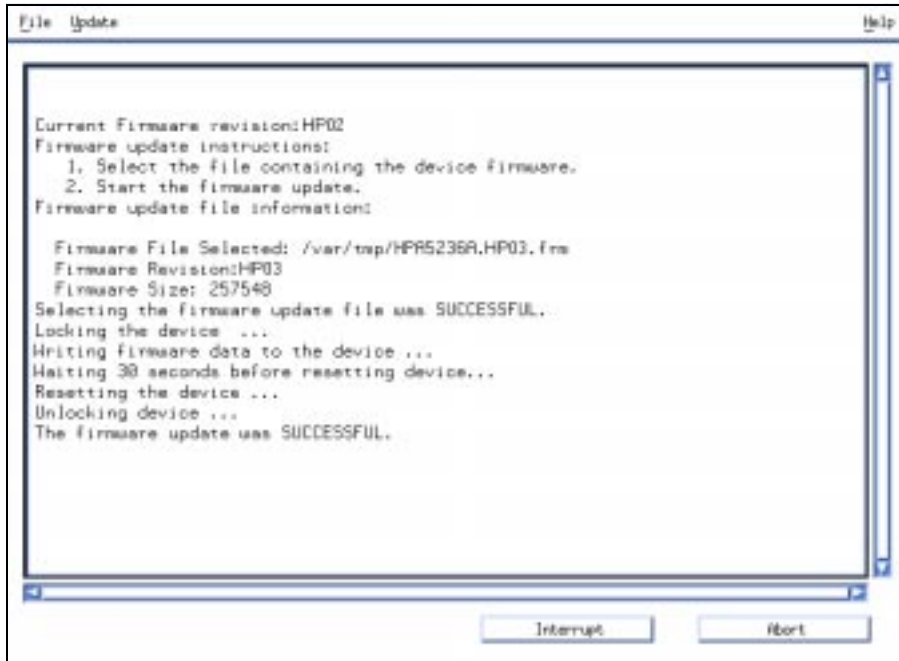 File Update Help
Current Firmware revision:HP02
Firmware update instructions:
1. Select the file containing the device firmware.
2. Start the firmware update.
Firmware update file information:
Firmware File Selected: /var/tmp/HPA5236A.HP03.frm
Firmware Revision:HP03
Firmware Size: 257548
Selecting the firmware update file was SUCCESSFUL.
Locking the device ...
Writing firmware data to the device ...
Waiting 30 seconds before resetting device...
Resetting the device ...
Unlocking device ...
The firmware update was SUCCESSFUL.
Interrupt Abort